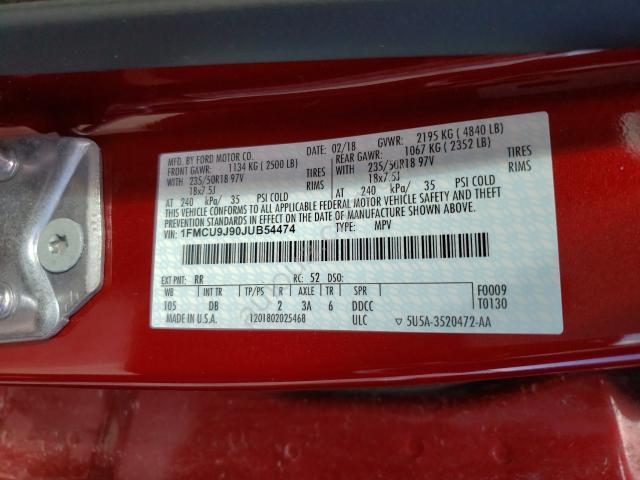 MFD. BY FORD MOTOR CO.
DATE: 02/18 GVWR: 2195 KG ( 4840 LB)
FRONT GAWR: 1134 KG ( 2500 LB) REAR GAWR: 1067 KG ( 2352 LB)
WITH 235/50R18 97V TIRES WITH 235/50R18 97V TIRES
18x7.5J RIMS 18x7.5J RIMS
AT 240 kPa/ 35 PSI COLD AT 240 kPa/ 35 PSI COLD
THIS VEHICLE CONFORMS TO ALL APPLICABLE FEDERAL MOTOR VEHICLE SAFETY AND THEFT
PREVENTION STANDARDS IN EFFECT ON THE DATE OF MANUFACTURE SHOWN ABOVE.
VIN: 1FMCU9J90JUB54474 TYPE: MPV
EXT PNT: RR RC: 52 DSO: F0009
WB INT TR TP/PS R AXLE TR SPR T0130
105 DB 2 3A 6 DDCC
MADE IN U.S.A. 1201802025468 ULC ▽ 5U5A-3520472-AA